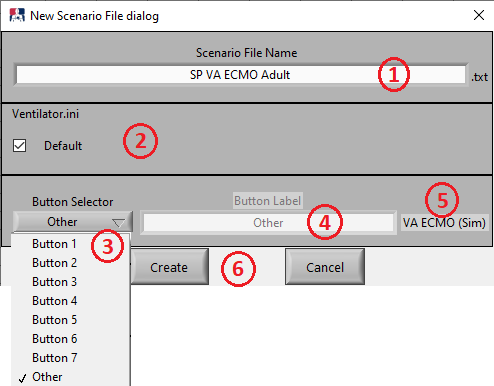 New Scenario File dialog
Scenario File Name
SP VA ECMO Adult
1
.txt
Ventilator.ini
2
Default
5
Button Selector
Button Label
Other
Other
4
VA ECMO (Sim)
Button 1
3
Button 2
Button 3
Button 4
Button 5
Button 6
Button 7
Other
Create
6
Cancel